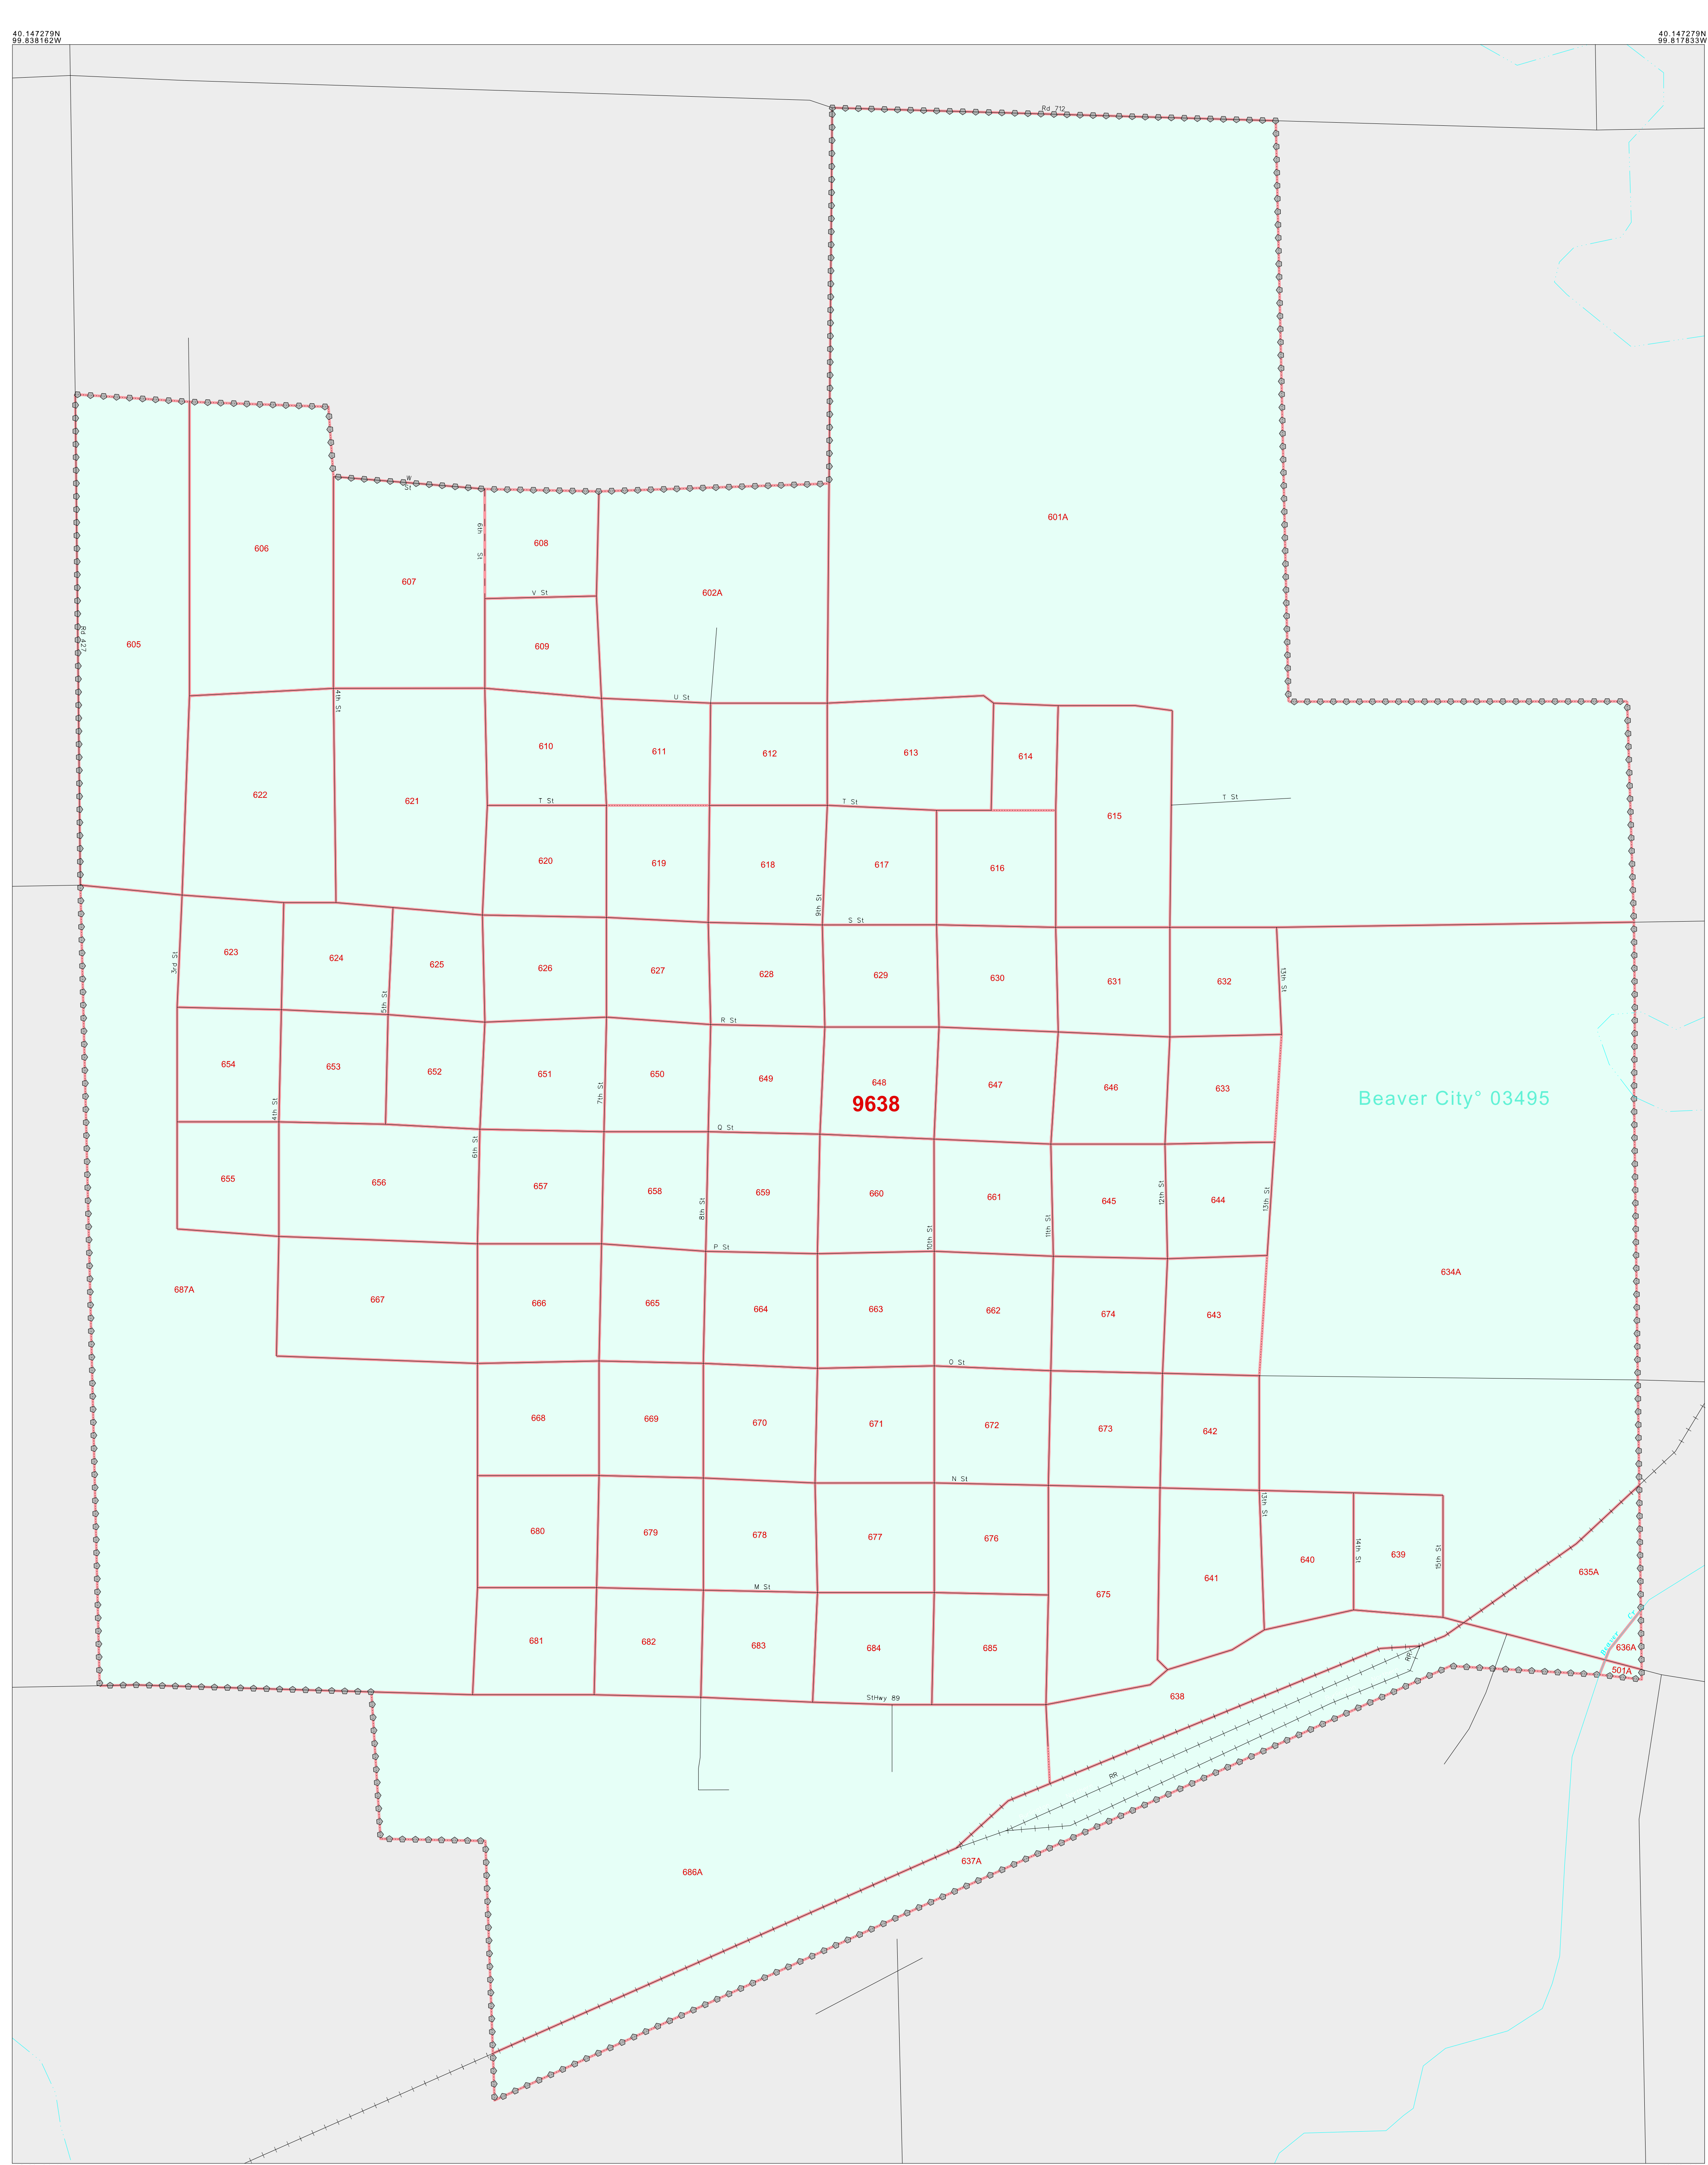 40.147279N
99.838162W
40.147279N
99.817833W
Rd 712
W
St
6th St
601A
608
606
607
V St
602A
Rd 427
605
609
4th St
U St
610
611
612
613
614
622
621
T St
T St
T St
615
620
619
618
617
616
9th St
S St
623
624
625
626
627
628
629
630
631
632
3rd St
13th St
5th St
R St
654
653
652
651
650
649
648
647
646
633
7th St
9638
Beaver City° 03495
4th St
Q St
6th St
655
656
657
658
659
660
661
645
644
12th St
13th St
8th St
10th St
11th St
P St
687A
667
666
665
664
663
662
674
643
634A
O St
668
669
670
671
672
673
642
N St
13th St
680
679
678
677
676
14th St
640
639
15th St
641
635A
M St
675
681
682
683
684
685
Beaver Cr
636A
RR
501A
StHwy 89
638
RR
686A
637A